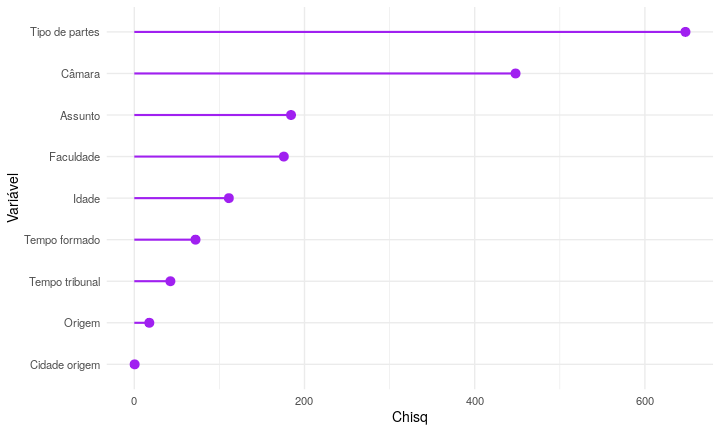 Variável
Tipo de partes
Câmara
Assunto
Faculdade
Idade
Tempo formado
Tempo tribunal
Origem
Cidade origem
0 200 400 600
Chisq